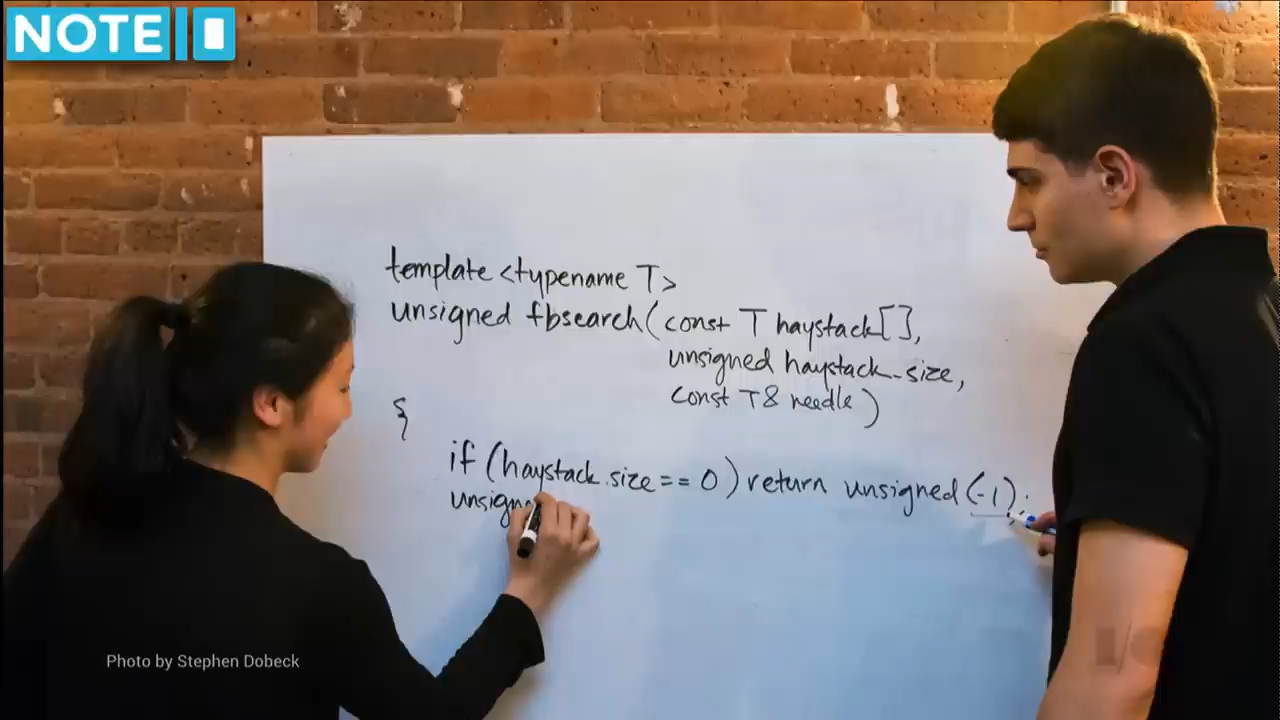 NOTE
template <typename T>
unsigned fbsearch(const T haystack[],
unsigned haystack_size,
const T& needle)
{
if (haystack.size == 0) return unsigned (-1);
Photo by Stephen Dobeck